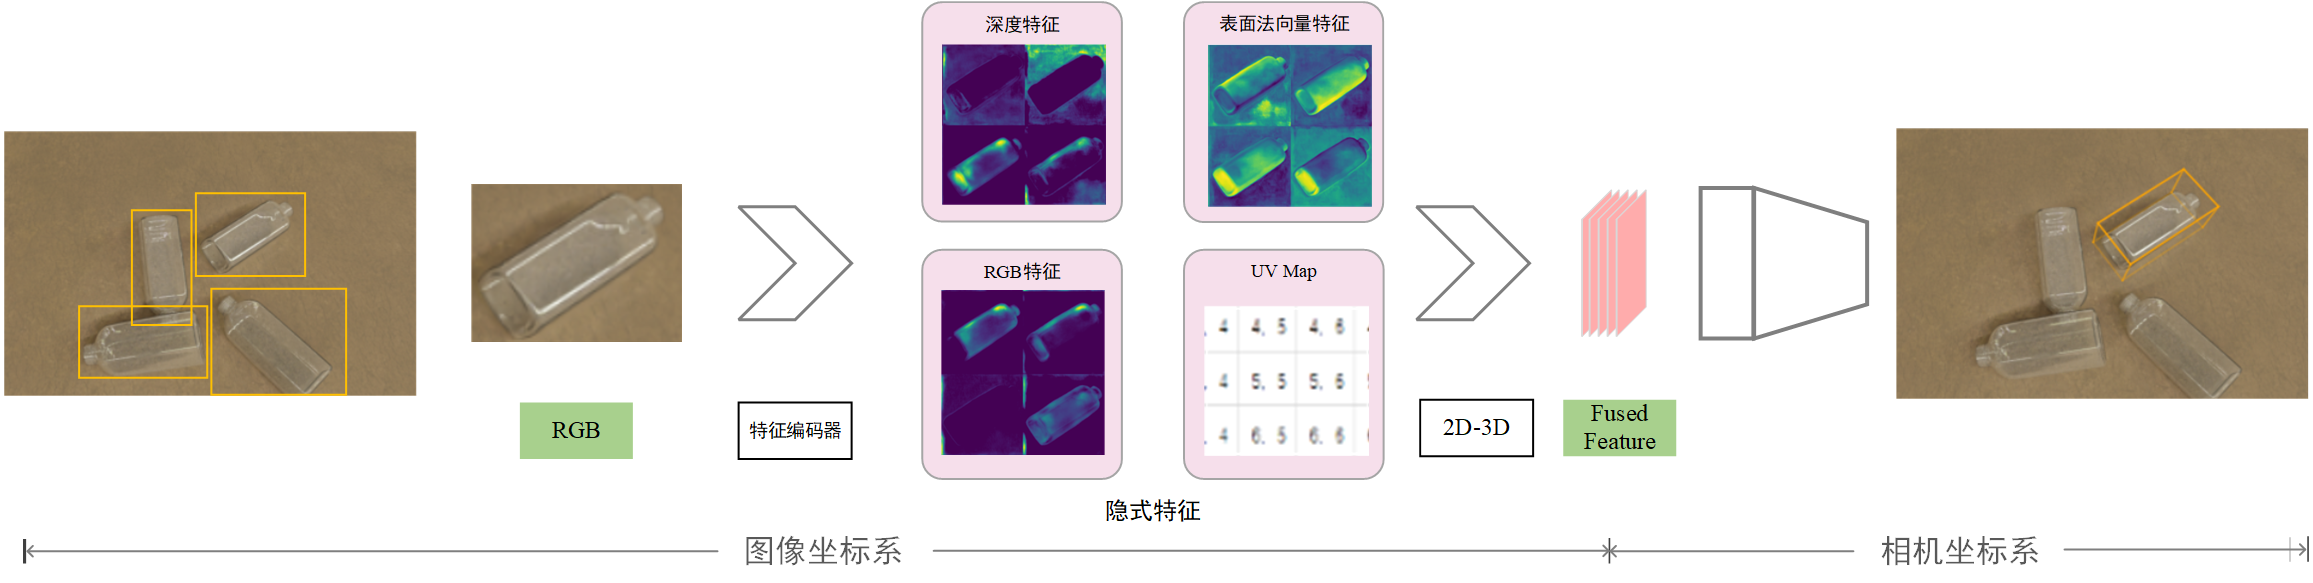 深度特征
表面法向量特征
RGB特征
UV Map
4 4, 5 4, 6
4 5, 5 5, 6
4 6, 5 6, 6
RGB
特征编码器
2D-3D
Fused
Feature
隐式特征
图像坐标系
相机坐标系